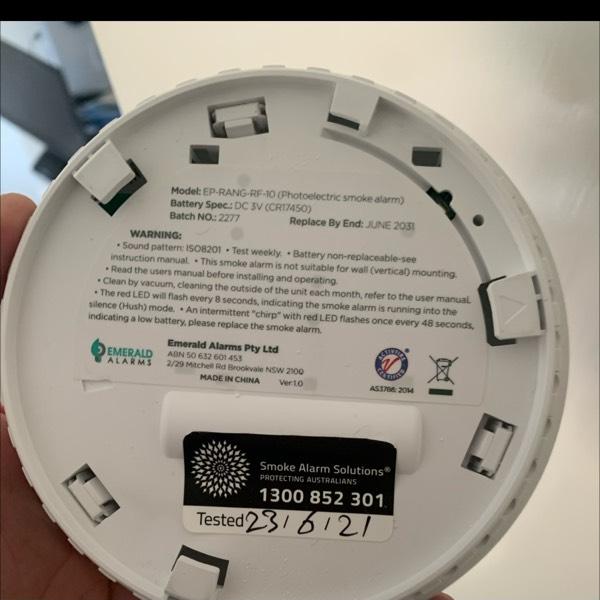 Model: EP-RANG-RF-10 (Photoelectric smoke alarm)
Battery Spec.: DC 3V (CR17450)
Batch NO.: 2277 Replace By End: JUNE 2031
WARNING:
• Sound pattern: ISO8201 • Test weekly. • Battery non-replaceable-see
instruction manual. • This smoke alarm is not suitable for wall (vertical) mounting.
• Read the users manual before installing and operating.
• Clean by vacuum, cleaning the outside of the unit each month, refer to the user manual.
• The red LED will flash every 8 seconds, indicating the smoke alarm is running into the
silence (Hush) mode. • An intermittent "chirp" with red LED flashes once every 48 seconds,
indicating a low battery, please replace the smoke alarm.
EMERALD
ALARMS
Emerald Alarms Pty Ltd
ABN 50 632 601 453
2/29 Mitchell Rd Brookvale NSW 2100
MADE IN CHINA Ver:1.0
ACTIVFIRE
CERTIFIED
AS3786: 2014
Smoke Alarm Solutions®
PROTECTING AUSTRALIANS
1300 852 301
Tested 23/6/21